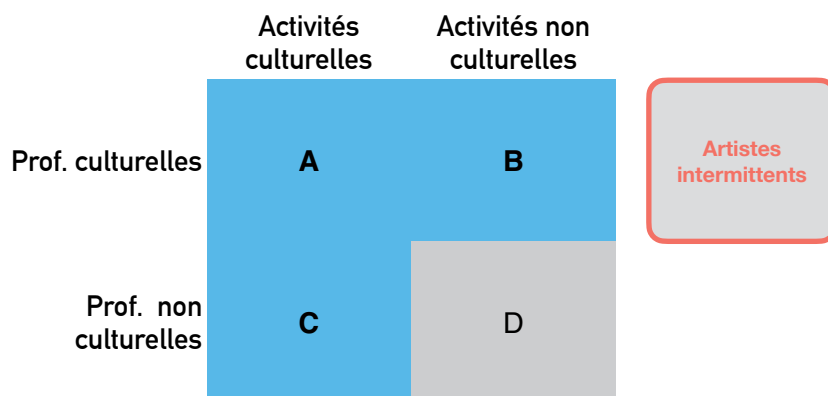 Activités
culturelles
Activités non
culturelles
Prof. culturelles
A
B
Artistes
intermittents
Prof. non
culturelles
C
D